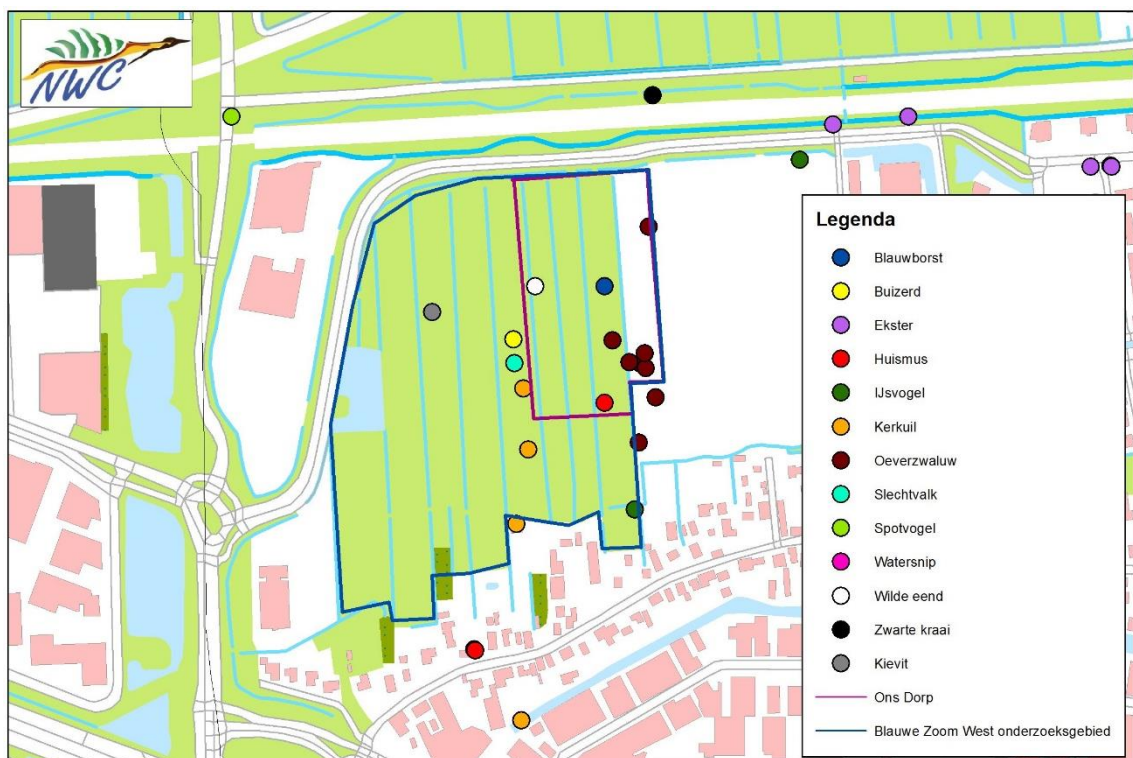 NWC
Legenda
Blauwborst
Buizerd
Ekster
Huismus
IJsvogel
Kerkuil
Oeverzwaluw
Slechtvalk
Spotvogel
Watersnip
Wilde eend
Zwarte kraai
Kievit
Ons Dorp
Blauwe Zoom West onderzoeksgebied